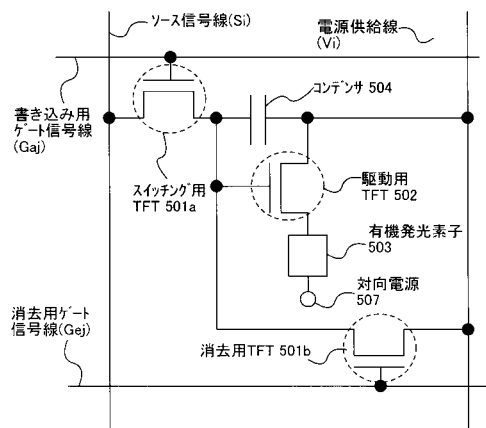 ソース信号線(Si)
電源供給線
(Vi)
コンデンサ 504
書き込み用
ゲート信号線
(Gaj)
スイッチング用
TFT 501a
駆動用
TFT 502
有機発光素子
503
対向電源
507
消去用ゲート
信号線(Gej)
消去用TFT 501b